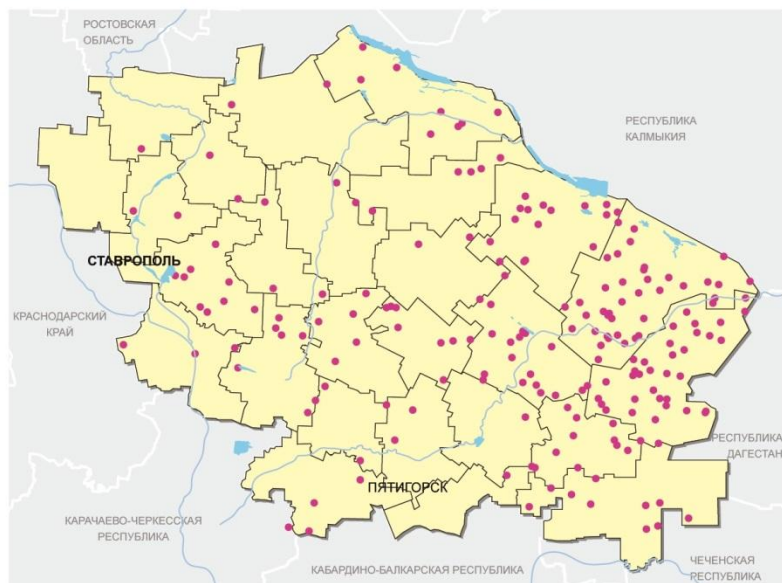 РОСТОВСКАЯ
ОБЛАСТЬ
РЕСПУБЛИКА
КАЛМЫКИЯ
СТАВРОПОЛЬ
КРАСНОДАРСКИЙ
КРАЙ
РЕСПУБЛИКА
ДАГЕСТАН
ПЯТИГОРСК
КАРАЧАЕВО-ЧЕРКЕССКАЯ
РЕСПУБЛИКА
КАБАРДИНО-БАЛКАРСКАЯ РЕСПУБЛИКА
ЧЕЧЕНСКАЯ
РЕСПУБЛИКА